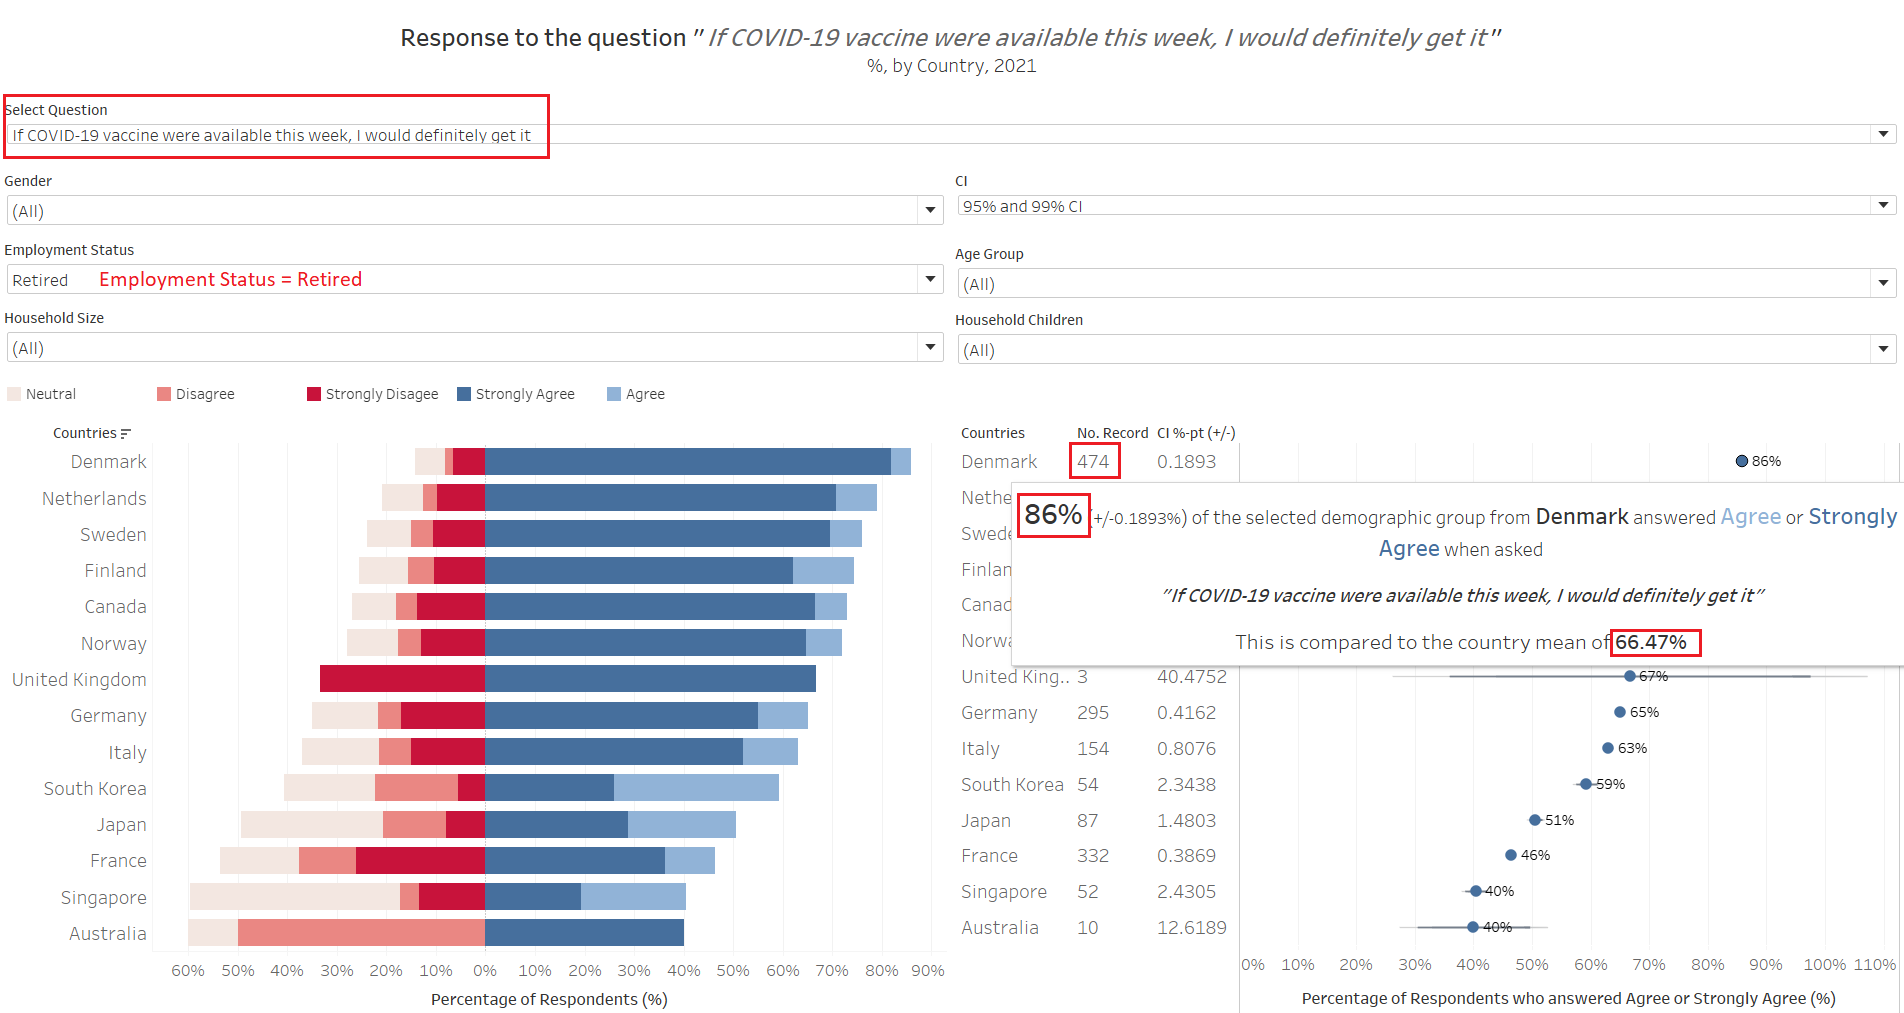 Response to the question " If COVID-19 vaccine were available this week, I would definitely get it"
%, by Country, 2021
Select Question
If COVID-19 vaccine were available this week, I would definitely get it
Gender
CI
(All)
95% and 99% CI
Employment Status
Age Group
Retired Employment Status = Retired
(All)
Household Size
Household Children
(All)
(All)
Neutral Disagree Strongly Disagee Strongly Agree Agree
Countries
Denmark
Netherlands
Sweden
Finland
Canada
Norway
United Kingdom
Germany
Italy
South Korea
Japan
France
Singapore
Australia
60% 50% 40% 30% 20% 10% 0% 10% 20% 30% 40% 50% 60% 70% 80% 90%
Percentage of Respondents (%)
Countries No. Record CI %-pt (+/-)
Denmark 474 0.1893 86%
Nethe
Swede
Finlan
Canad
Norwa
86% (+/-0.1893%) of the selected demographic group from Denmark answered Agree or Strongly
Agree when asked
"If COVID-19 vaccine were available this week, I would definitely get it"
This is compared to the country mean of 66.47%
United King.. 3 40.4752 67%
Germany 295 0.4162 65%
Italy 154 0.8076 63%
South Korea 54 2.3438 59%
Japan 87 1.4803 51%
France 332 0.3869 46%
Singapore 52 2.4305 40%
Australia 10 12.6189 40%
0% 10% 20% 30% 40% 50% 60% 70% 80% 90% 100% 110%
Percentage of Respondents who answered Agree or Strongly Agree (%)